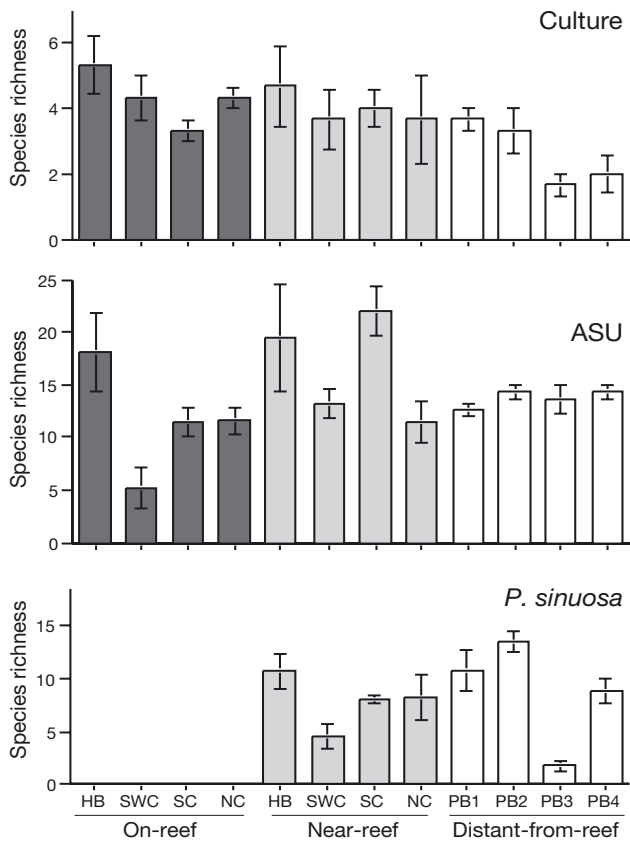 Culture
Species richness
6
4
2
0
ASU
Species richness
25
20
15
10
5
0
P. sinuosa
Species richness
15
10
5
0
HB SWC SC NC HB SWC SC NC PB1 PB2 PB3 PB4
On-reef Near-reef Distant-from-reef